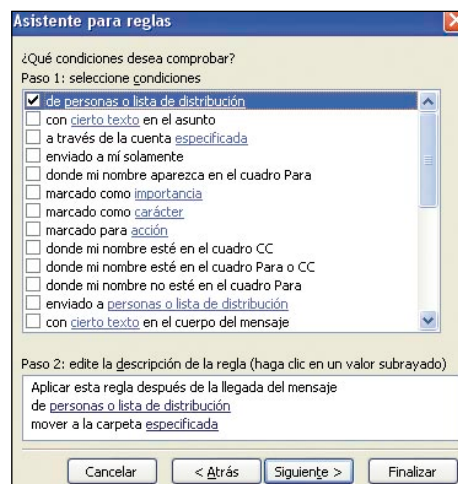 Asistente para reglas
¿Qué condiciones desea comprobar?
Paso 1: seleccione condiciones
de personas o lista de distribución
con cierto texto en el asunto
a través de la cuenta especificada
enviado a mí solamente
donde mi nombre aparezca en el cuadro Para
marcado como importancia
marcado como carácter
marcado para acción
donde mi nombre esté en el cuadro CC
donde mi nombre esté en el cuadro Para o CC
donde mi nombre no esté en el cuadro Para
enviado a personas o lista de distribución
con cierto texto en el cuerpo del mensaje
Paso 2: edite la descripción de la regla (haga clic en un valor subrayado)
Aplicar esta regla después de la llegada del mensaje
de personas o lista de distribución
mover a la carpeta especificada
Cancelar < Atrás Siguiente > Finalizar